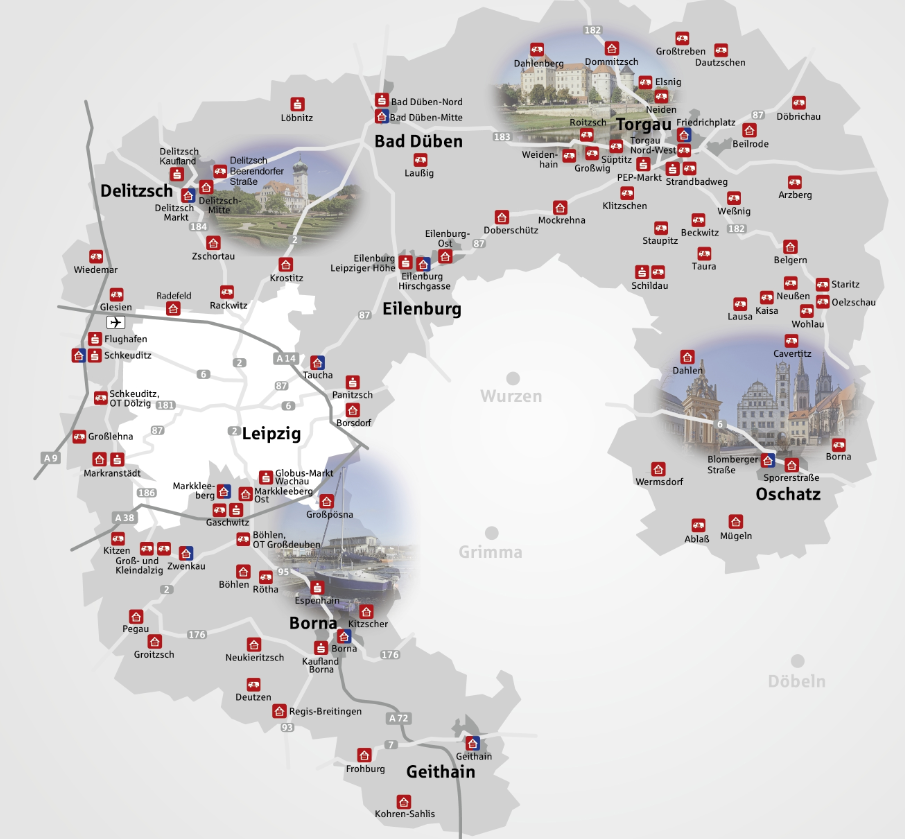 182
Dahlenberg
Dommitzsch
Großtreben
Dautzschen
Elsnig
Neiden
Döbrichau
Löbnitz
Bad Düben-Nord
Bad Düben-Mitte
Bad Düben
Laußig
183
Roitzsch
Torgau
Friedrichplatz
87
Beilrode
Weiden-
hain
Großwig
Süptitz
Torgau
Nord-West
PEP-Markt
Strandbadweg
Klitzschen
Arzberg
Weßnig
Delitzsch
Kaufland
Delitzsch
Beerendorfer
Straße
Delitzsch
Delitzsch-
Mitte
Delitzsch
Markt
184
2
Zschortau
Mockrehna
Doberschütz
Staupitz
Beckwitz
182
Taura
Belgern
Schildau
Eilenburg-
Ost
87
Eilenburg
Leipziger Höhe
Eilenburg
Hirschgasse
Eilenburg
Wiedemar
Krostitz
Glesien
Radefeld
Rackwitz
Neußen
Staritz
Kaisa
Oelzschau
Lausa
Wohlau
Cavertitz
87
Flughafen
Schkeuditz
A 14
2
6
87
Taucha
Panitzsch
Borsdorf
Wurzen
Dahlen
Schkeuditz,
OT Dölzig
181
6
2
Leipzig
87
Großlehna
A 9
Markranstädt
6
Blomberger
Straße
Sporerstraße
Borna
Oschatz
Wermsdorf
Ablaß
Mügeln
Globus-Markt
Wachau
Markklee-
berg
Markkleeberg
Ost
186
Gaschwitz
Großpösna
A 38
Kitzen
Groß- und
Kleindalzig
Zwenkau
Böhlen,
OT Großdeuben
Grimma
Böhlen
Rötha
95
Espenhain
2
Pegau
Groitzsch
176
Borna
Kitzscher
Neukieritzsch
Kaufland
Borna
Borna
176
Döbeln
Deutzen
Regis-Breitingen
93
A 72
7
Frohburg
Geithain
Geithain
Kohren-Sahlis